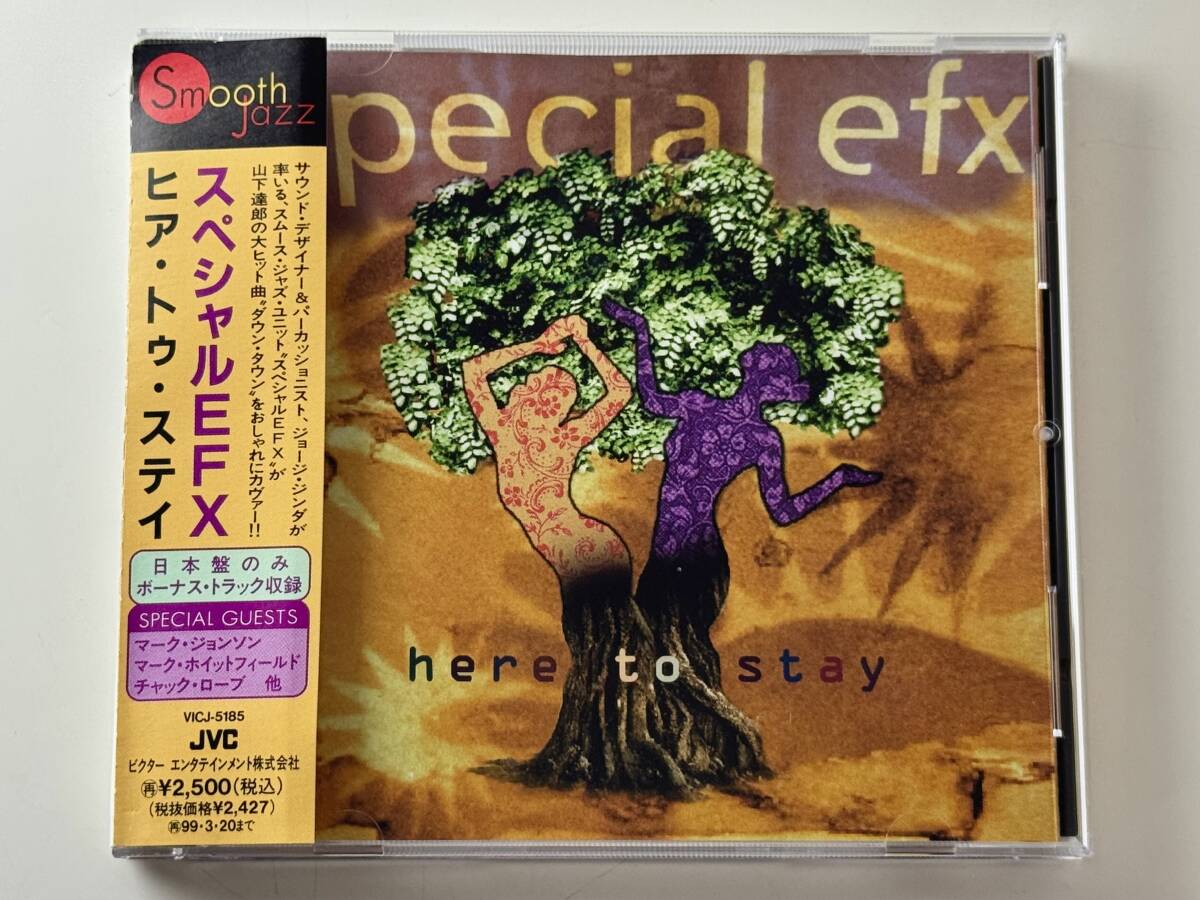 Smooth
Jazz
スペシャルEFX
ヒア・トゥ・ステイ
サウンド・デザイナー&パーカッショニスト、ジョージ・ジンダが
率いる、スムース・ジャズ・ユニット“スペシャルEFX”が
山下達郎の大ヒット曲“ダウン・タウン”をおしゃれにカヴァー!!
日本盤のみ
ボーナス・トラック収録
SPECIAL GUESTS
マーク・ジョンソン
マーク・ホイットフィールド
チャック・ローブ 他
VICJ-5185
JVC
ビクター エンタテインメント株式会社
再¥2,500(税込)
(税抜価格¥2,427)
再99・3・20まで
pecial efx
here to stay